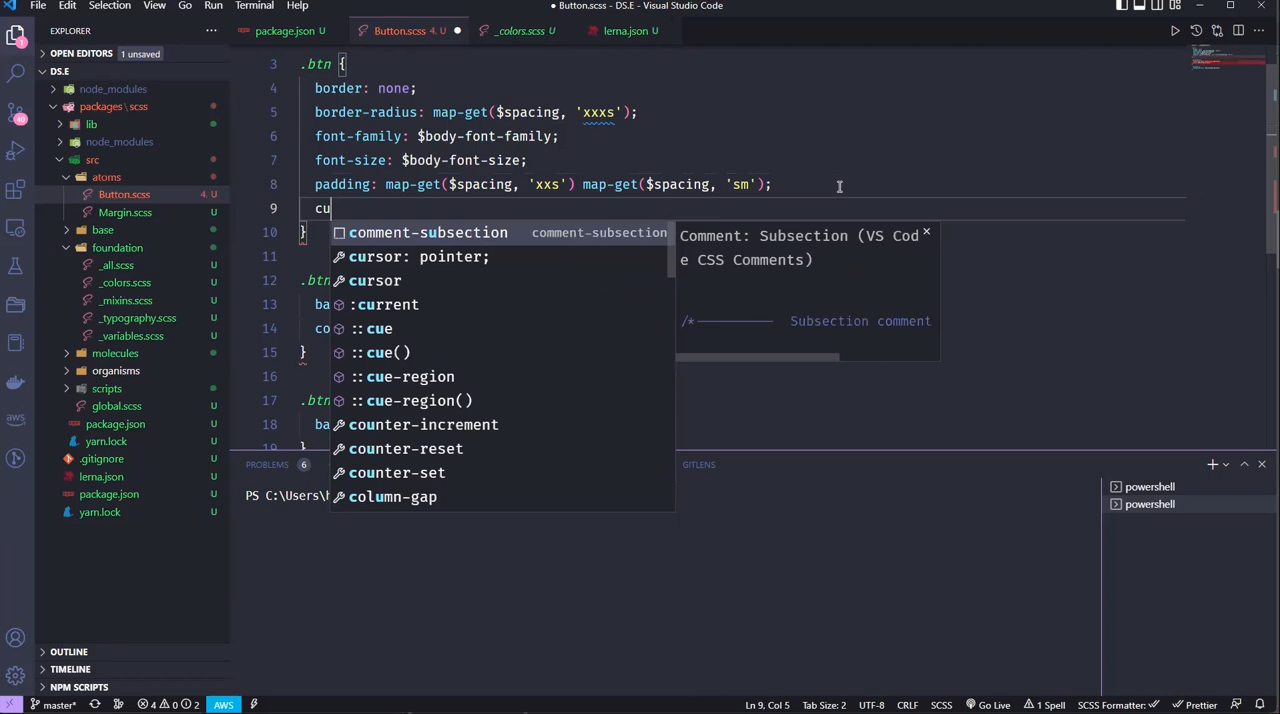 File Edit Selection View Go Run Terminal Help
● Button.scss - DS.E - Visual Studio Code
EXPLORER ···
package.json U
Button.scss 4, U ●
_colors.scss U
lerna.json U
OPEN EDITORS 1 unsaved
DS.E
node_modules
packages\scss
lib
node_modules
src
atoms
Button.scss 4, U
Margin.scss U
base
foundation
_all.scss U
_colors.scss U
_mixins.scss U
_typography.scss U
_variables.scss U
molecules
organisms
scripts
global.scss U
package.json U
yarn.lock U
.gitignore U
lerna.json U
package.json U
yarn.lock U
OUTLINE
TIMELINE
NPM SCRIPTS
1
40
3 .btn {
4 border: none;
5 border-radius: map-get($spacing, 'xxxs');
6 font-family: $body-font-family;
7 font-size: $body-font-size;
8 padding: map-get($spacing, 'xxs') map-get($spacing, 'sm');
9 cu
10 }
11
12 .btn
13 ba
14 co
15 }
16
17 .btn
18 ba
19 }
comment-subsection comment-subsection
cursor: pointer;
cursor
:current
::cue
::cue()
::cue-region
::cue-region()
counter-increment
counter-reset
counter-set
column-gap
Comment: Subsection (VS Cod
e CSS Comments)
/*────────── Subsection comment
PROBLEMS 6
GITLENS
PS C:\Users\h
powershell
powershell
master* 4 0 2 AWS
Ln 9, Col 5 Tab Size: 2 UTF-8 CRLF SCSS Go Live 1 Spell SCSS Formatter: Prettier